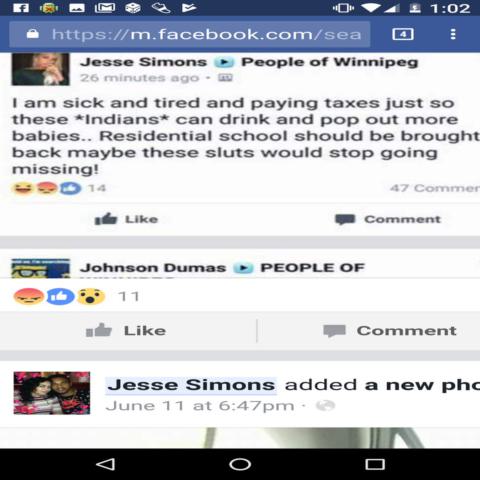 1:02
https://m.facebook.com/sea
4
Jesse Simons ▶ People of Winnipeg
26 minutes ago ·
I am sick and tired and paying taxes just so
these *Indians* can drink and pop out more
babies.. Residential school should be brought
back maybe these sluts would stop going
missing!
14
47 Commen
Like
Comment
Johnson Dumas ▶ PEOPLE OF
11
Like
Comment
Jesse Simons added a new pho
June 11 at 6:47pm ·